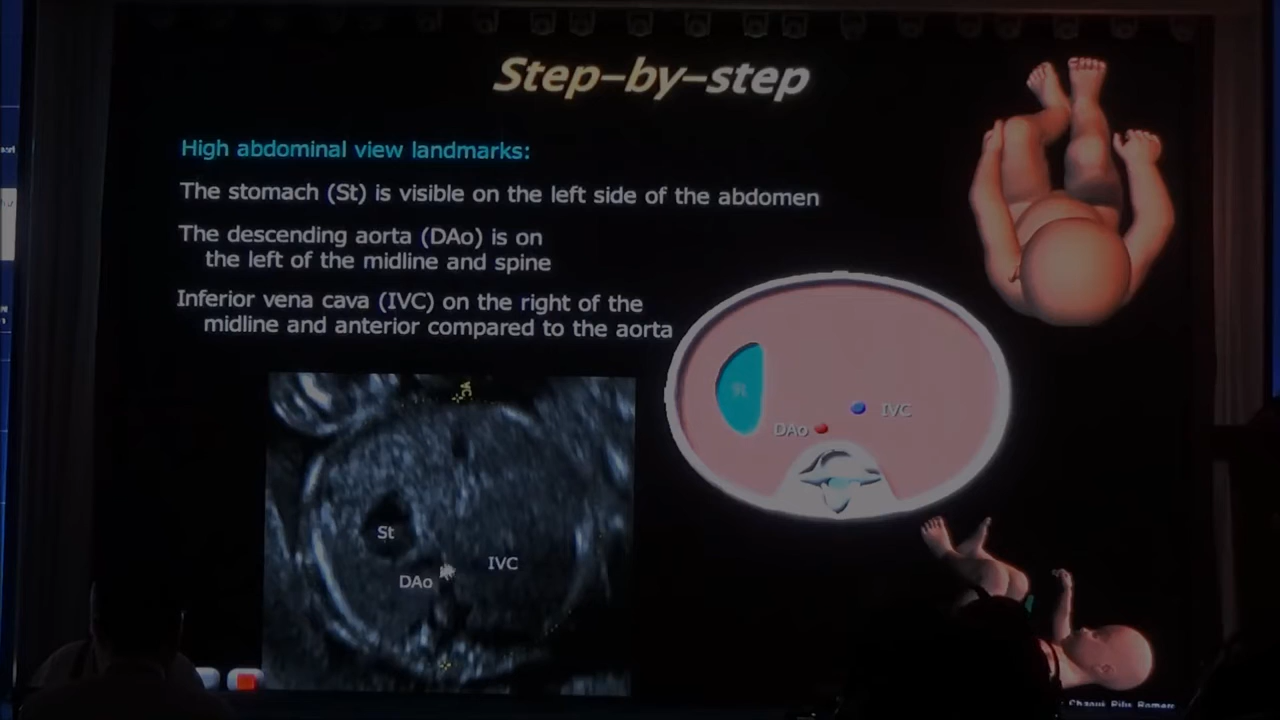 Step-by-step
High abdominal view landmarks:
The stomach (St) is visible on the left side of the abdomen
The descending aorta (DAo) is on
the left of the midline and spine
Inferior vena cava (IVC) on the right of the
midline and anterior compared to the aorta
St
IVC
DAo
St
IVC
DAo